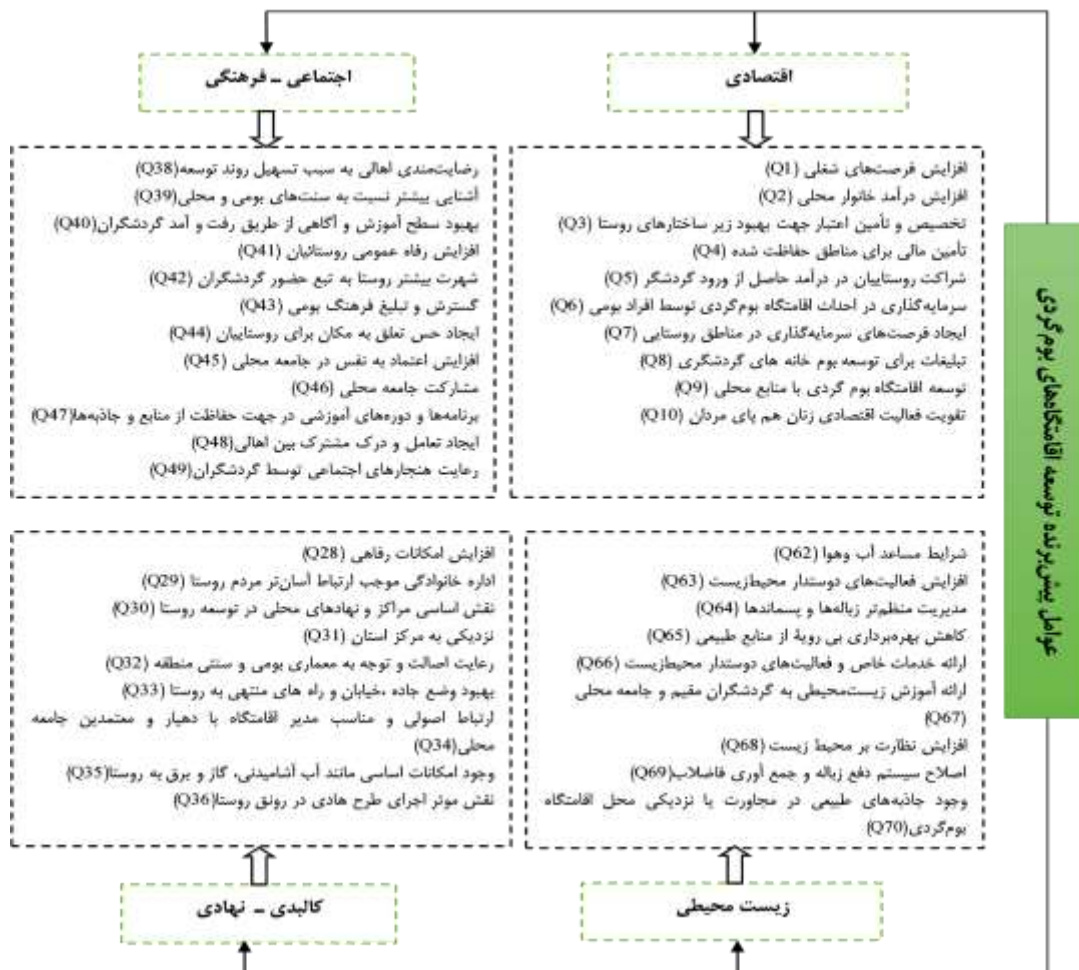 اقتصادی
افزایش فرصت‌های شغلی (Q1)
افزایش درآمد خانوار محلی (Q2)
تخصیص و تأمین اعتبار جهت بهبود زیر ساختارهای روستا (Q3)
تأمین مالی برای مناطق حفاظت شده (Q4)
شراکت روستاییان در درآمد حاصل از ورود گردشگر (Q5)
سرمایه‌گذاری در احداث اقامتگاه بوم‌گردی توسط افراد بومی (Q6)
ایجاد فرصت‌های سرمایه‌گذاری در مناطق روستایی (Q7)
تبلیغات برای توسعه بوم خانه های گردشگری (Q8)
توسعه اقامتگاه بوم گردی با منابع محلی (Q9)
تقویت فعالیت اقتصادی زنان هم پای مردان (Q10)
اجتماعی ـ فرهنگی
رضایت‌مندی اهالی به سبب تسهیل روند توسعه(Q38)
آشنایی بیشتر نسبت به سنت‌های بومی و محلی(Q39)
بهبود سطح آموزش و آگاهی از طریق رفت و آمد گردشگران(Q40)
افزایش رفاه عمومی روستائیان (Q41)
شهرت بیشتر روستا به تبع حضور گردشگران (Q42)
گسترش و تبلیغ فرهنگ بومی (Q43)
ایجاد حس تعلق به مکان برای روستاییان (Q44)
افزایش اعتماد به نفس در جامعه محلی (Q45)
مشارکت جامعه محلی (Q46)
برنامه‌ها و دوره‌های آموزشی در جهت حفاظت از منابع و جاذبه‌ها(Q47)
ایجاد تعامل و درک مشترک بین اهالی(Q48)
رعایت هنجارهای اجتماعی توسط گردشگران(Q49)
عوامل پیش‌برنده توسعه اقامتگاه‌های بوم گردی
شرایط مساعد آب وهوا (Q62)
افزایش فعالیت‌های دوستدار محیط‌زیست (Q63)
مدیریت منظم‌تر زباله‌ها و پسماندها (Q64)
کاهش بهره‌برداری بی رویهٔ از منابع طبیعی (Q65)
ارائه خدمات خاص و فعالیت‌های دوستدار محیط‌زیست (Q66)
ارائه آموزش زیست‌محیطی به گردشگران مقیم و جامعه محلی
(Q67)
افزایش نظارت بر محیط زیست (Q68)
اصلاح سیستم دفع زباله و جمع آوری فاضلاب(Q69)
وجود جاذبه‌های طبیعی در مجاورت یا نزدیکی محل اقامتگاه
بوم‌گردی(Q70)
زیست محیطی
افزایش امکانات رفاهی (Q28)
اداره خانوادگی موجب ارتباط آسان‌تر مردم روستا (Q29)
نقش اساسی مراکز و نهادهای محلی در توسعه روستا (Q30)
نزدیکی به مرکز استان (Q31)
رعایت اصالت و توجه به معماری بومی و سنتی منطقه (Q32)
بهبود وضع جاده ،خیابان و راه های منتهی به روستا (Q33)
ارتباط اصولی و مناسب مدیر اقامتگاه با دهیار و معتمدین جامعه
محلی(Q34)
وجود امکانات اساسی مانند آب آشامیدنی، گاز و برق به روستا(Q35)
نقش موثر اجرای طرح هادی در رونق روستا(Q36)
کالبدی ـ نهادی